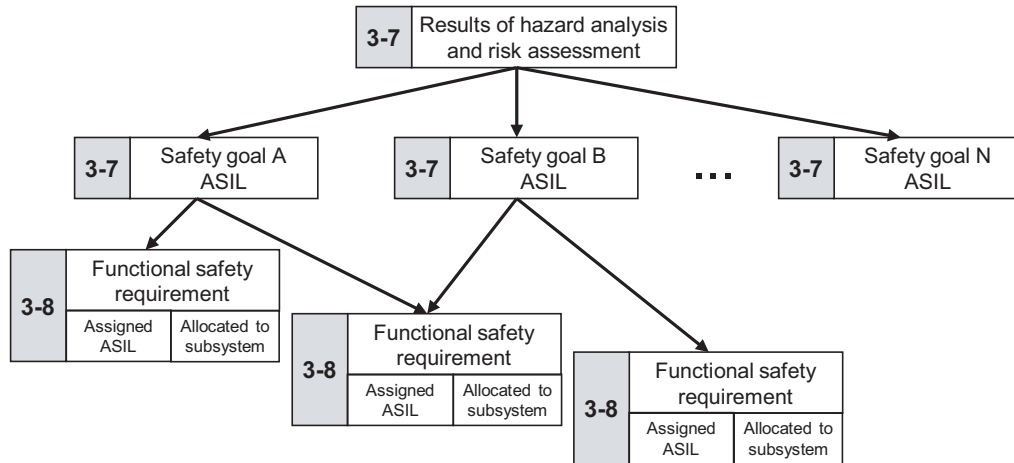 3-7
Results of hazard analysis
and risk assessment
3-7
Safety goal A
ASIL
3-7
Safety goal B
ASIL
...
3-7
Safety goal N
ASIL
3-8
Functional safety
requirement
Assigned
ASIL
Allocated to
subsystem
3-8
Functional safety
requirement
Assigned
ASIL
Allocated to
subsystem
3-8
Functional safety
requirement
Assigned
ASIL
Allocated to
subsystem